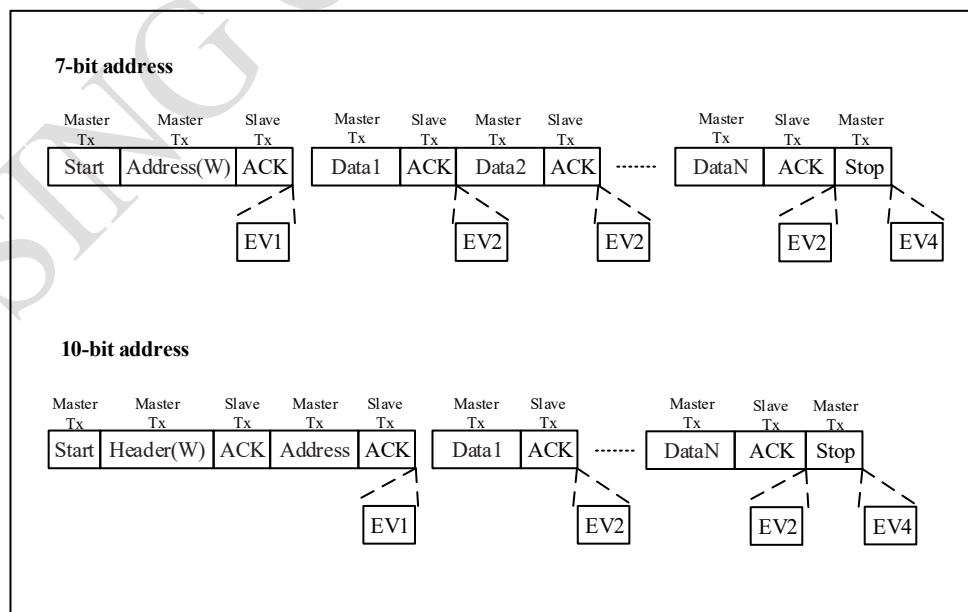 7-bit address
Master Master Slave Master Slave Master Slave Master Slave Master
Tx Tx Tx Tx Tx Tx Tx Tx Tx Tx
Start Address(W) ACK Data1 ACK Data2 ACK ........ DataN ACK Stop
EV1 EV2 EV2 EV2 EV4
10-bit address
Master Master Slave Master Slave Master Slave Master Slave Master
Tx Tx Tx Tx Tx Tx Tx Tx Tx Tx
Start Header(W) ACK Address ACK Data1 ACK ........ DataN ACK Stop
EV1 EV2 EV2 EV4
SING